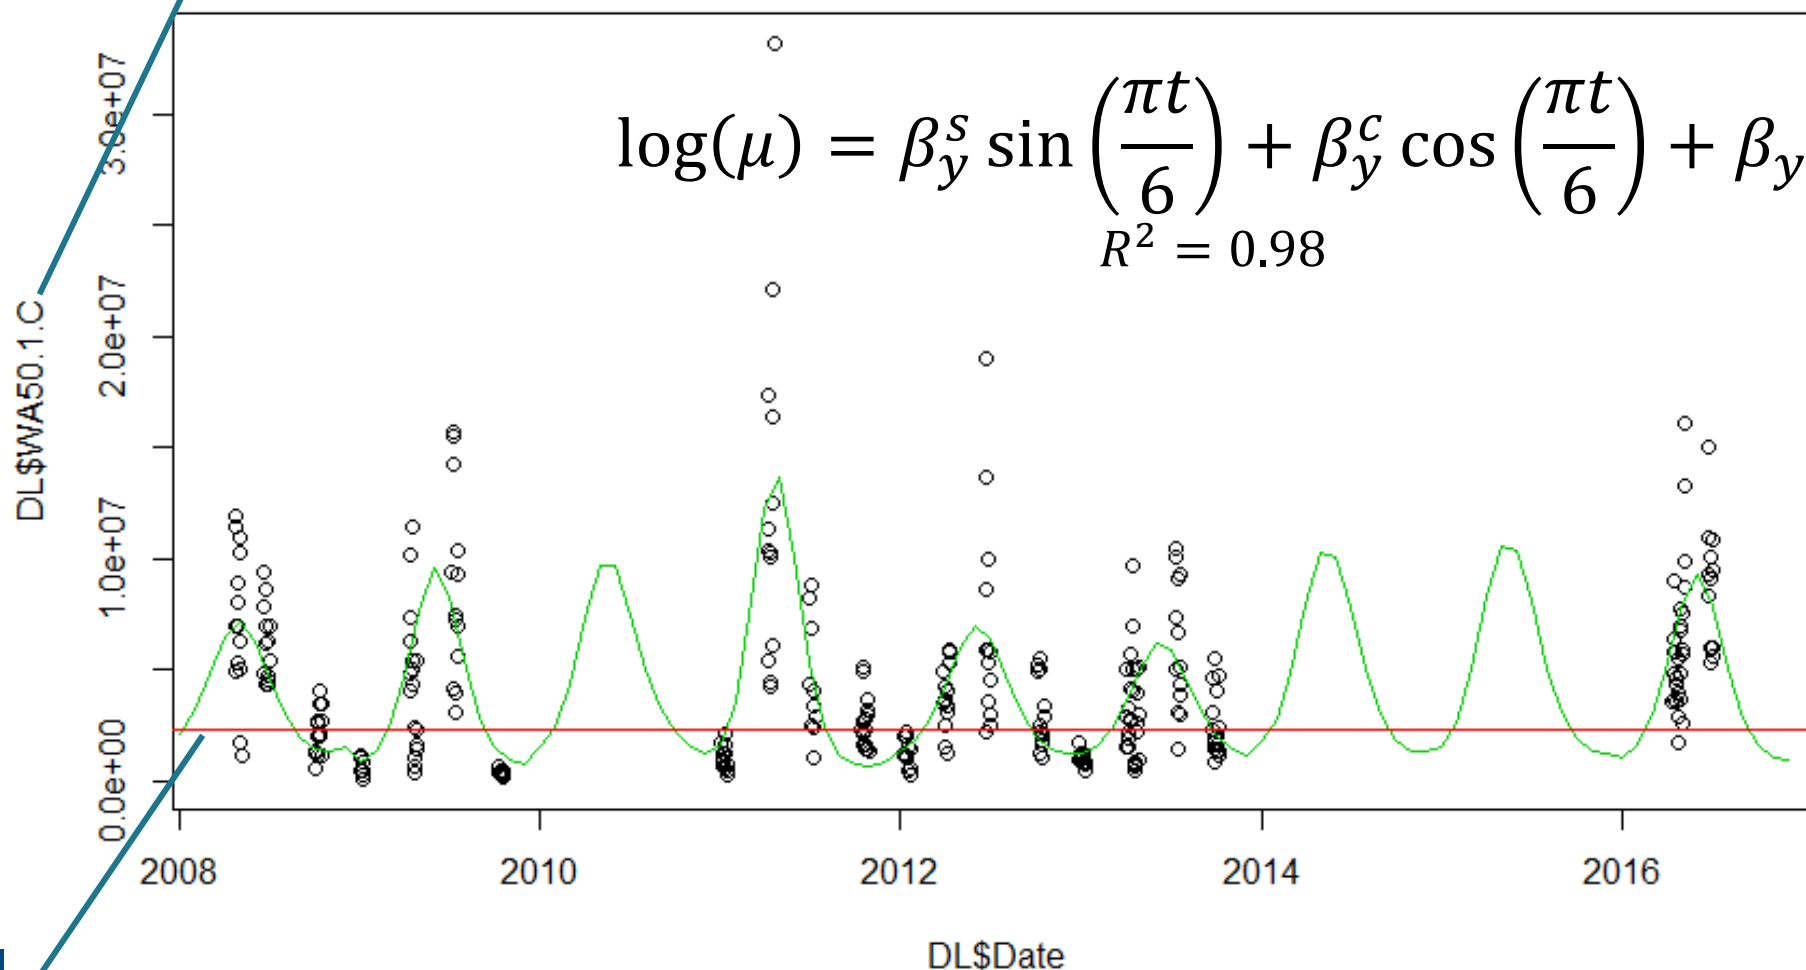 log(μ) = β_y^s sin(πt/6) + β_y^c cos(πt/6) + β_y
R² = 0.98
DL$WA50.1.C
3.0e+07
2.0e+07
1.0e+07
0.0e+00
2008 2010 2012 2014 2016
DL$Date